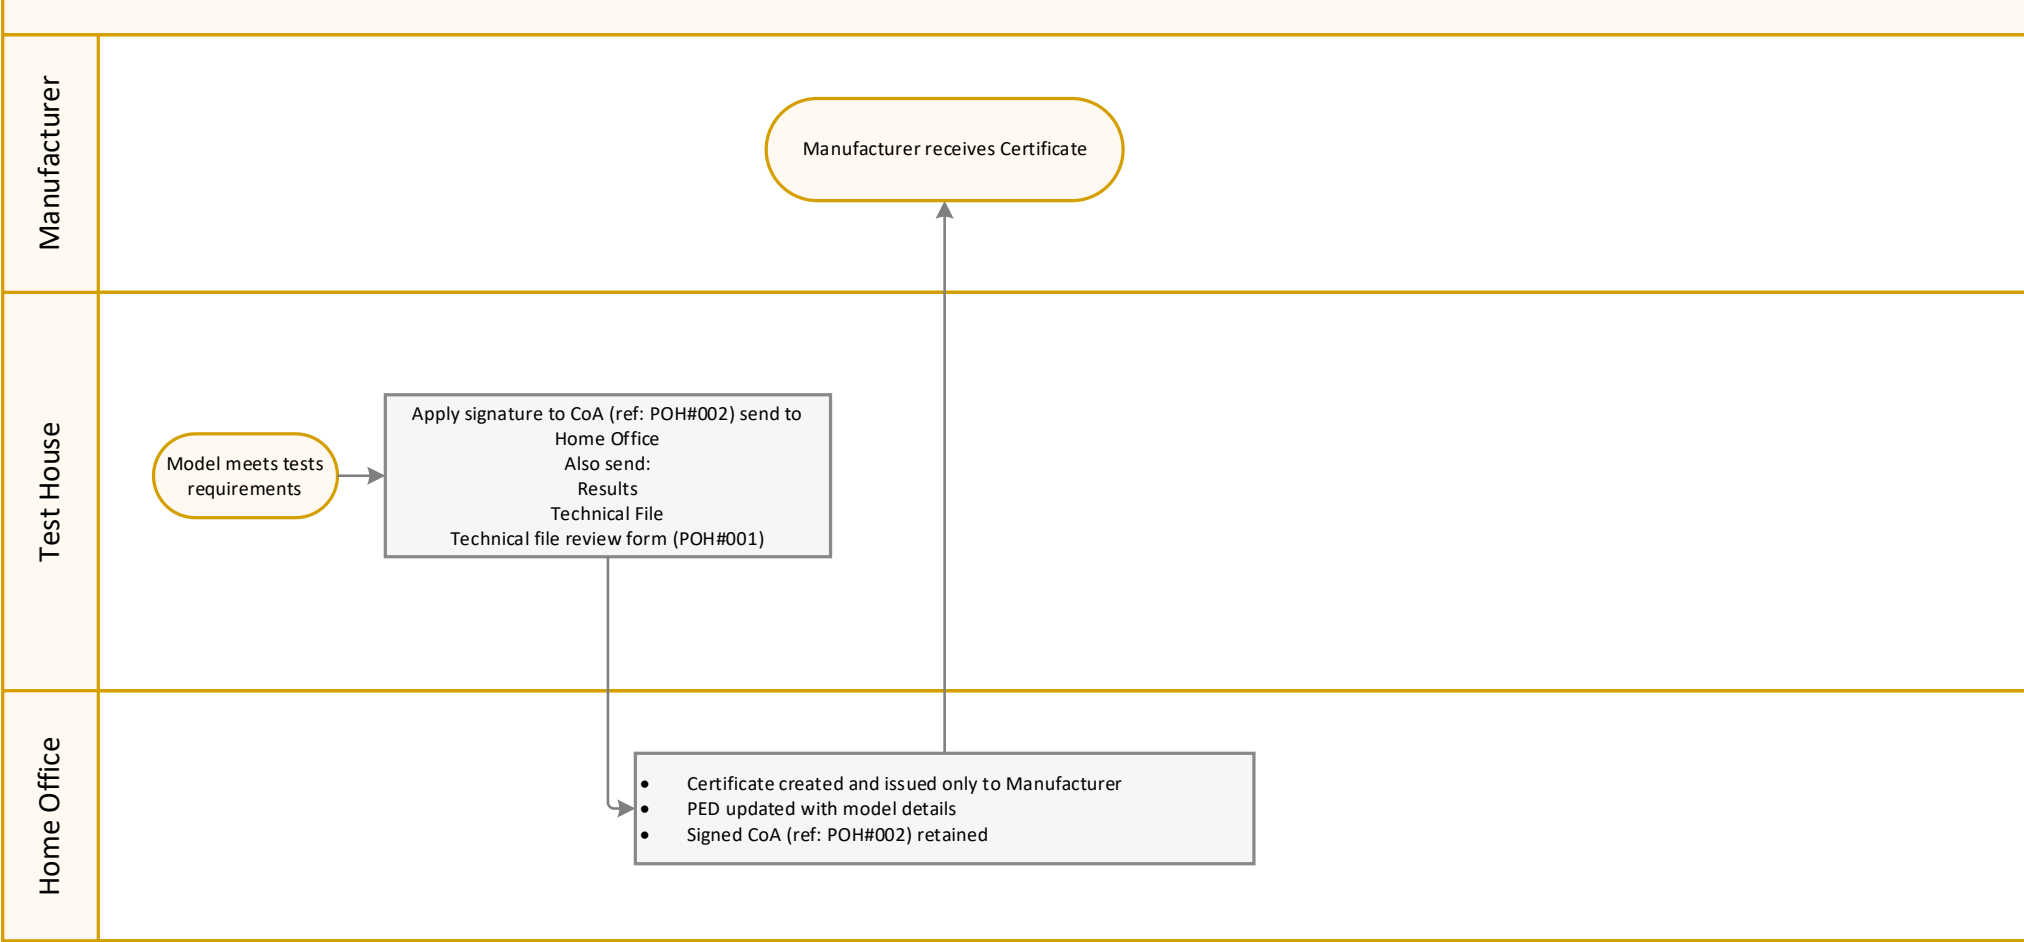 Manufacturer
Manufacturer receives Certificate
Test House
Model meets tests
requirements
Apply signature to CoA (ref: POH#002) send to
Home Office
Also send:
Results
Technical File
Technical file review form (POH#001)
Home Office
• Certificate created and issued only to Manufacturer
• PED updated with model details
• Signed CoA (ref: POH#002) retained